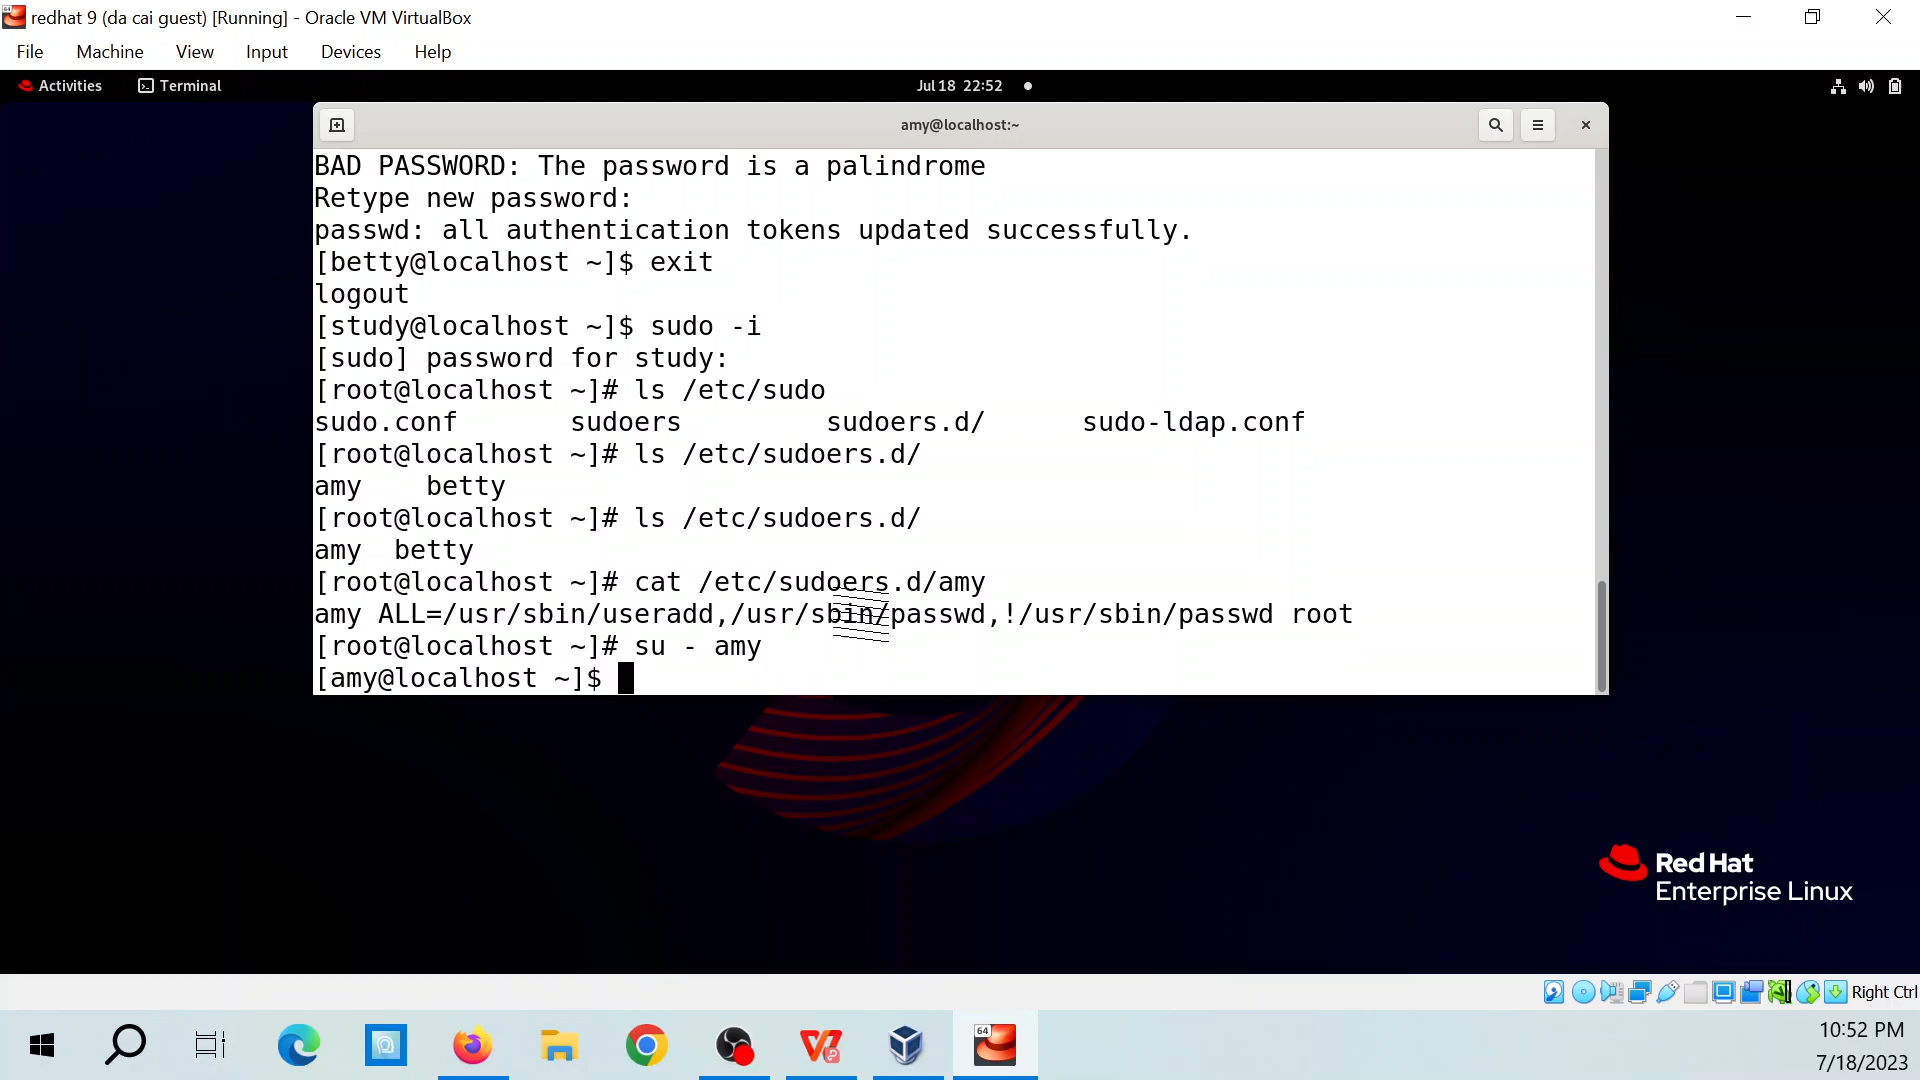 redhat 9 (da cai guest) [Running] - Oracle VM VirtualBox
File Machine View Input Devices Help
Activities Terminal Jul 18 22:52
amy@localhost:~
BAD PASSWORD: The password is a palindrome
Retype new password:
passwd: all authentication tokens updated successfully.
[betty@localhost ~]$ exit
logout
[study@localhost ~]$ sudo -i
[sudo] password for study:
[root@localhost ~]# ls /etc/sudo
sudo.conf sudoers sudoers.d/ sudo-ldap.conf
[root@localhost ~]# ls /etc/sudoers.d/
amy betty
[root@localhost ~]# ls /etc/sudoers.d/
amy betty
[root@localhost ~]# cat /etc/sudoers.d/amy
amy ALL=/usr/sbin/useradd,/usr/sbin/passwd,!/usr/sbin/passwd root
[root@localhost ~]# su - amy
[amy@localhost ~]$
Red Hat
Enterprise Linux
Right Ctrl
64
10:52 PM
7/18/2023